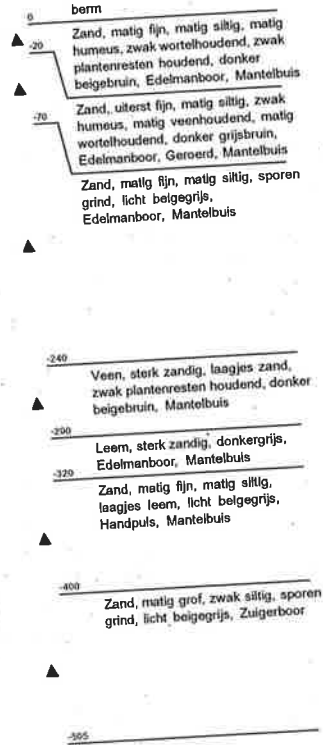 berm
0
Zand, matig fijn, matig siltig, matig
-20
humeus, zwak wortelhoudend, zwak
plantenresten houdend, donker
beigebruin, Edelmanboor, Mantelbuis
Zand, uiterst fijn, matig siltig, zwak
-70
humeus, matig veenhoudend, matig
wortelhoudend, donker grijsbruin,
Edelmanboor, Geroerd, Mantelbuis
Zand, matig fijn, matig siltig, sporen
grind, licht beigegrijs,
Edelmanboor, Mantelbuis
-240
Veen, sterk zandig, laagjes zand,
zwak plantenresten houdend, donker
beigebruin, Mantelbuis
-290
Leem, sterk zandig, donkergrijs,
Edelmanboor, Mantelbuis
-320
Zand, matig fijn, matig siltig,
laagjes leem, licht beigegrijs,
Handpuls, Mantelbuis
-400
Zand, matig grof, zwak siltig, sporen
grind, licht beigegrijs, Zuigerboor
-505